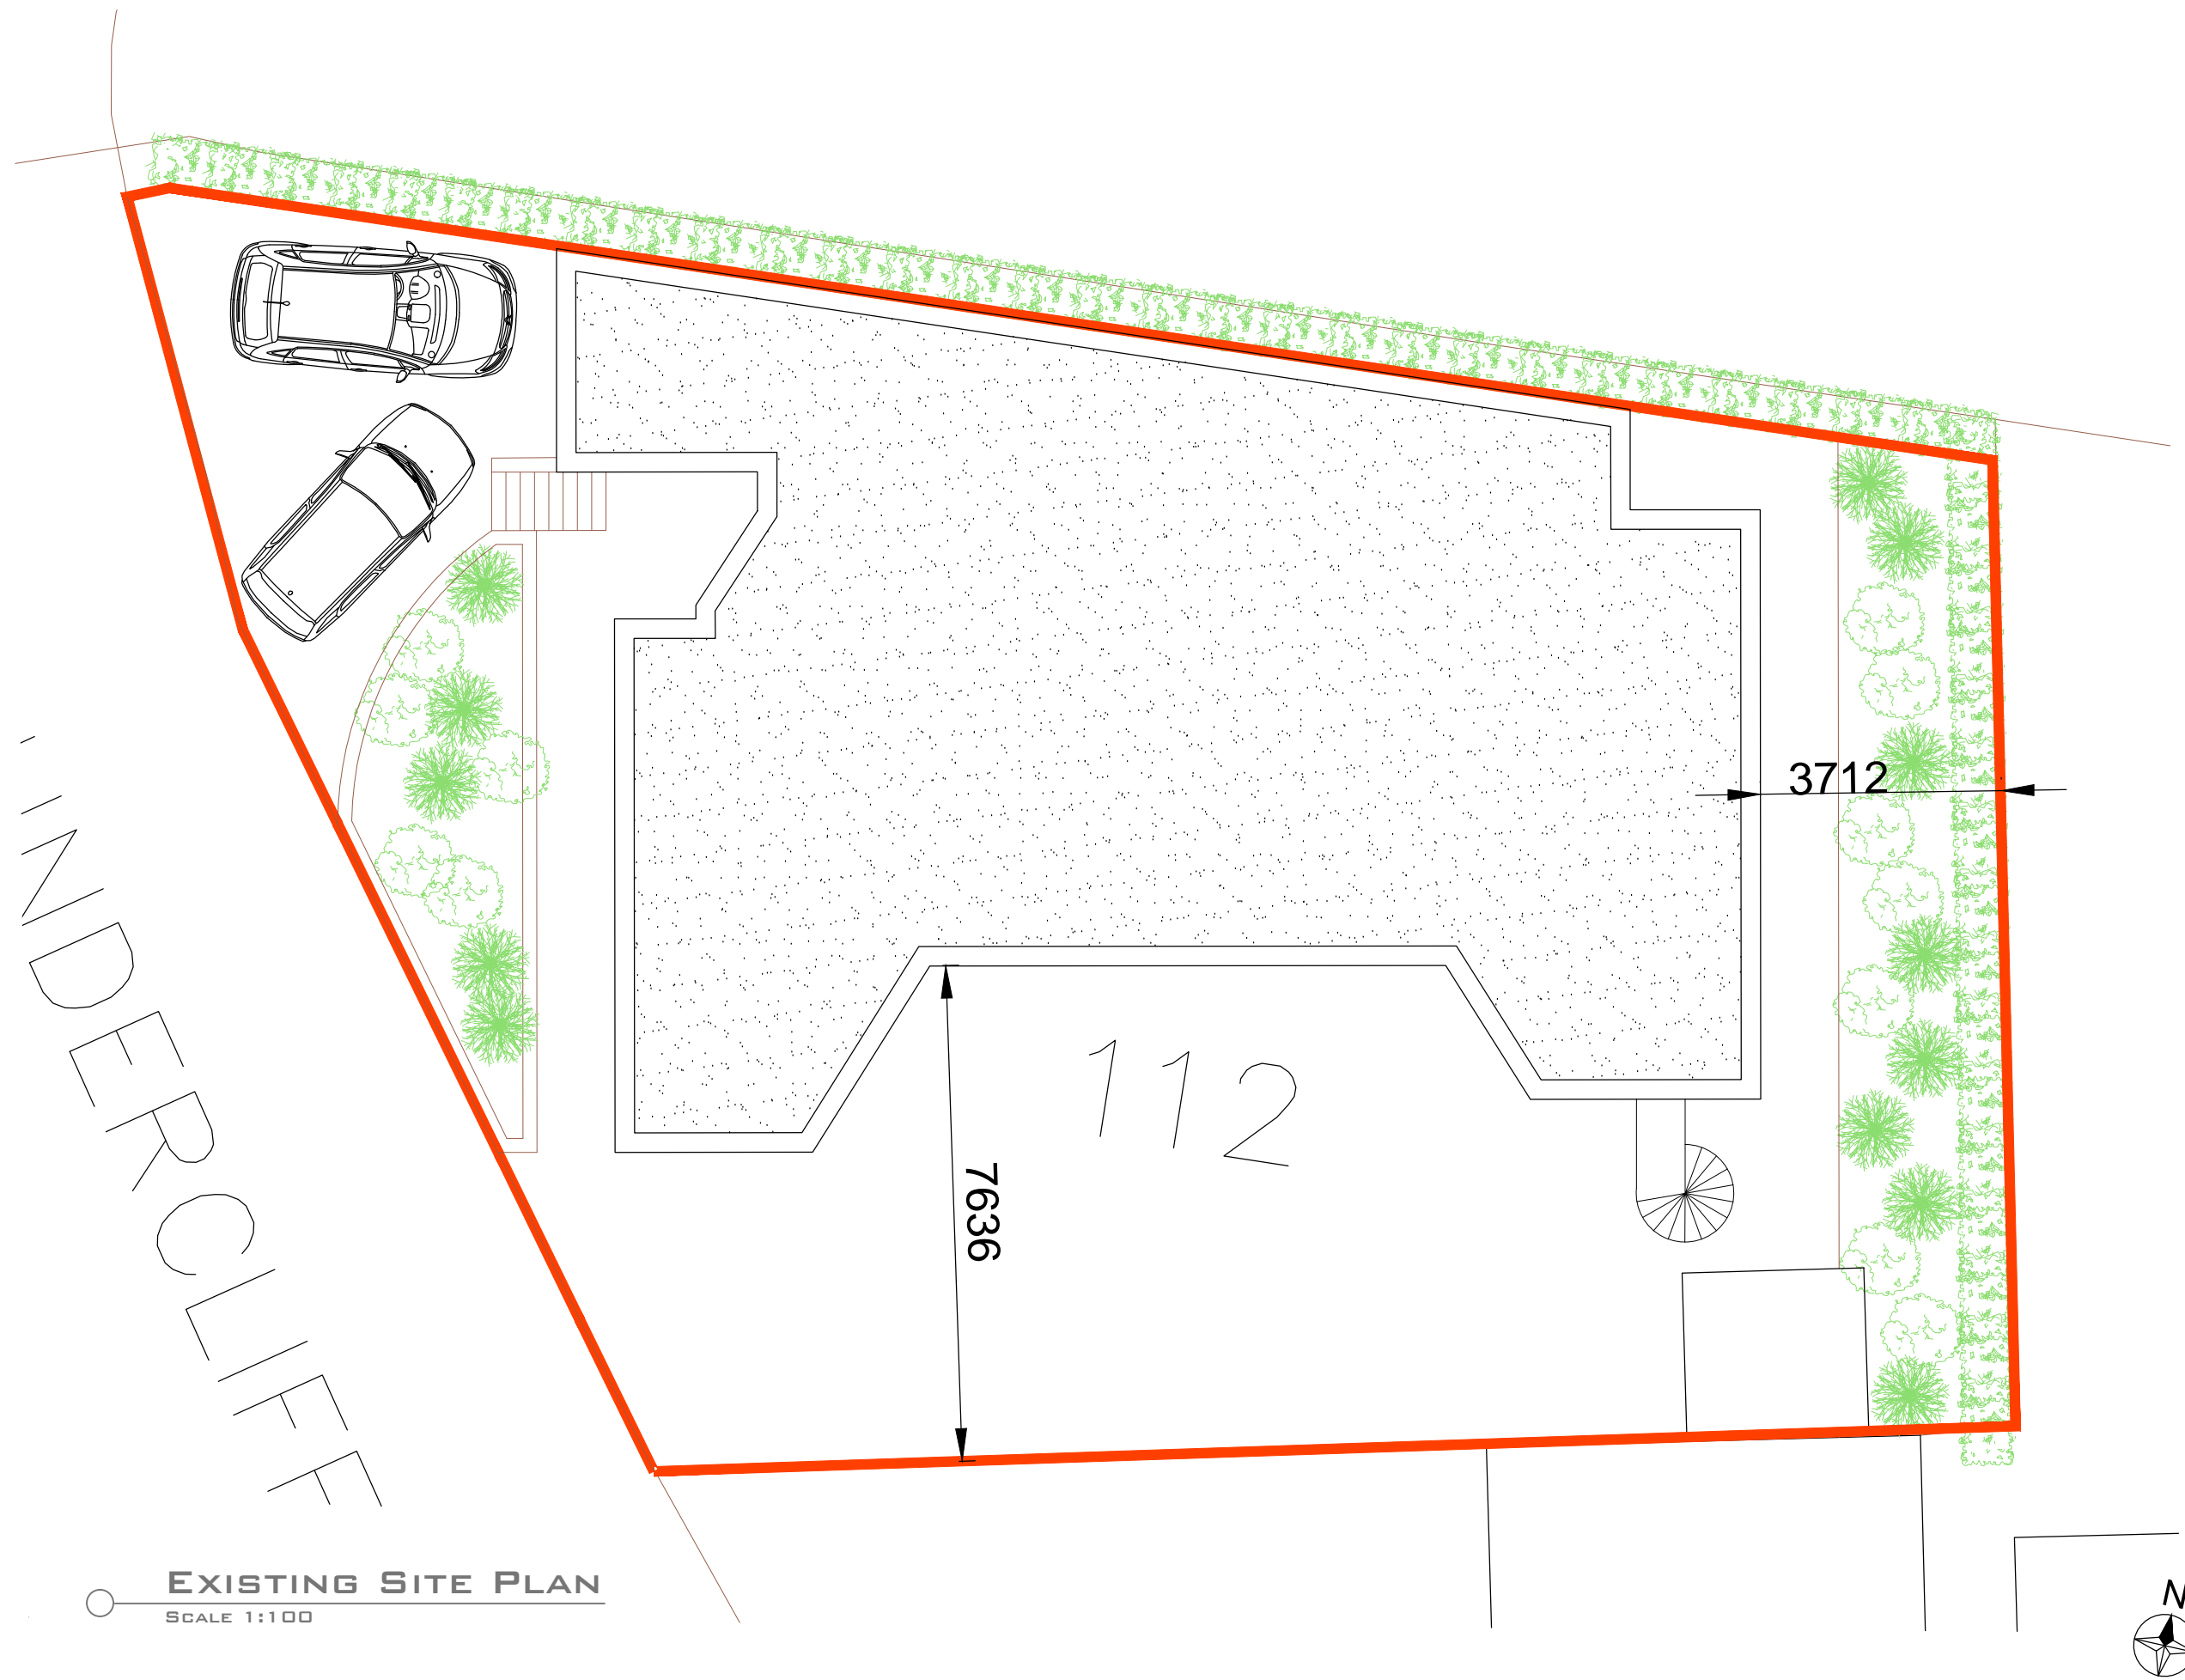 3712
112
7636
UNDERCLIFF
EXISTING SITE PLAN
SCALE 1:100
N